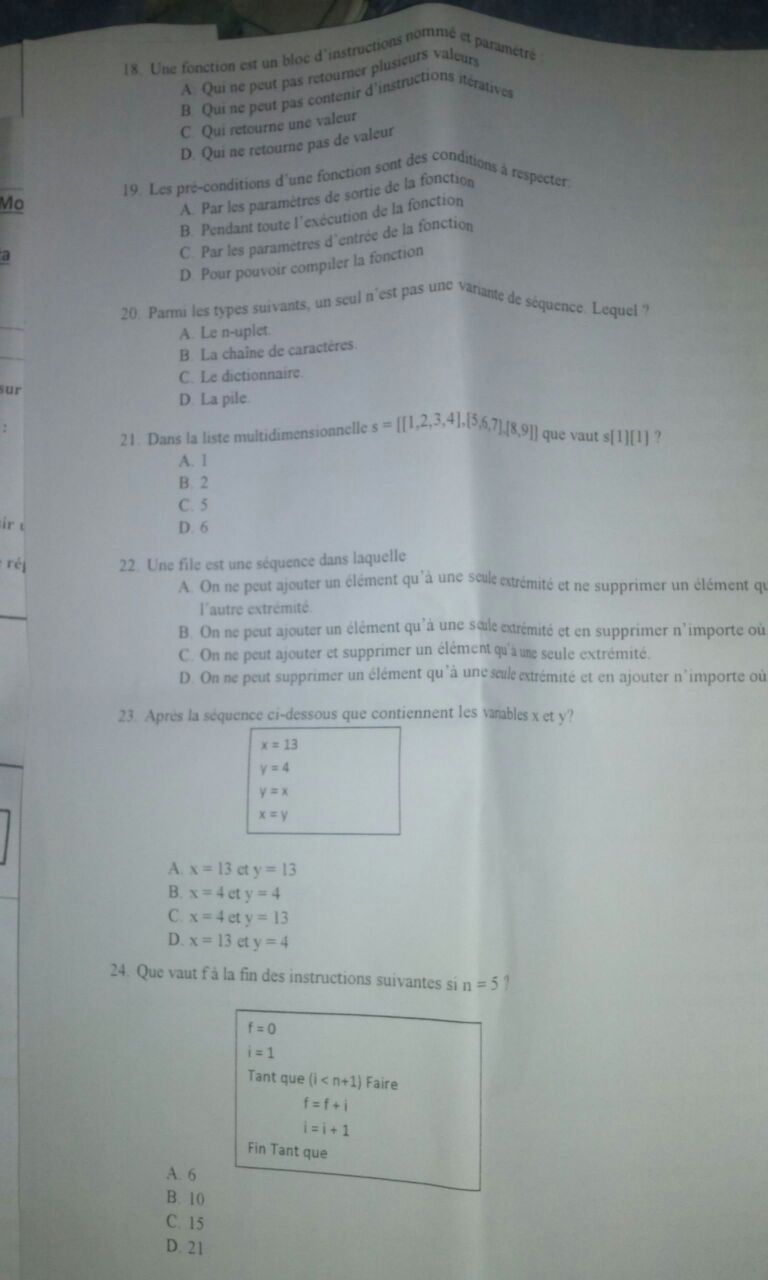 18. Une fonction est un bloc d'instructions nommé et paramétré :
A. Qui ne peut pas retourner plusieurs valeurs
B. Qui ne peut pas contenir d'instructions itératives
C. Qui retourne une valeur
D. Qui ne retourne pas de valeur
19. Les pré-conditions d'une fonction sont des conditions à respecter:
A. Par les paramètres de sortie de la fonction
B. Pendant toute l'exécution de la fonction
C. Par les paramètres d'entrée de la fonction
D. Pour pouvoir compiler la fonction
20. Parmi les types suivants, un seul n'est pas une variante de séquence. Lequel ?
A. Le n-uplet.
B. La chaîne de caractères.
C. Le dictionnaire.
D. La pile.
21. Dans la liste multidimensionnelle s = [[1,2,3,4],[5,6,7],[8,9]] que vaut s[1][1] ?
A. 1
B. 2
C. 5
D. 6
22. Une file est une séquence dans laquelle
A. On ne peut ajouter un élément qu'à une seule extrémité et ne supprimer un élément qu
l'autre extrémité.
B. On ne peut ajouter un élément qu'à une seule extrémité et en supprimer n'importe où
C. On ne peut ajouter et supprimer un élément qu'à une seule extrémité.
D. On ne peut supprimer un élément qu'à une seule extrémité et en ajouter n'importe où
23. Après la séquence ci-dessous que contiennent les variables x et y?
x = 13
y = 4
y = x
x = y
A. x = 13 et y = 13
B. x = 4 et y = 4
C. x = 4 et y = 13
D. x = 13 et y = 4
24. Que vaut f à la fin des instructions suivantes si n = 5 ?
f = 0
i = 1
Tant que (i < n+1) Faire
f = f + i
i = i + 1
Fin Tant que
A. 6
B. 10
C. 15
D. 21
Mo
a
sur
: